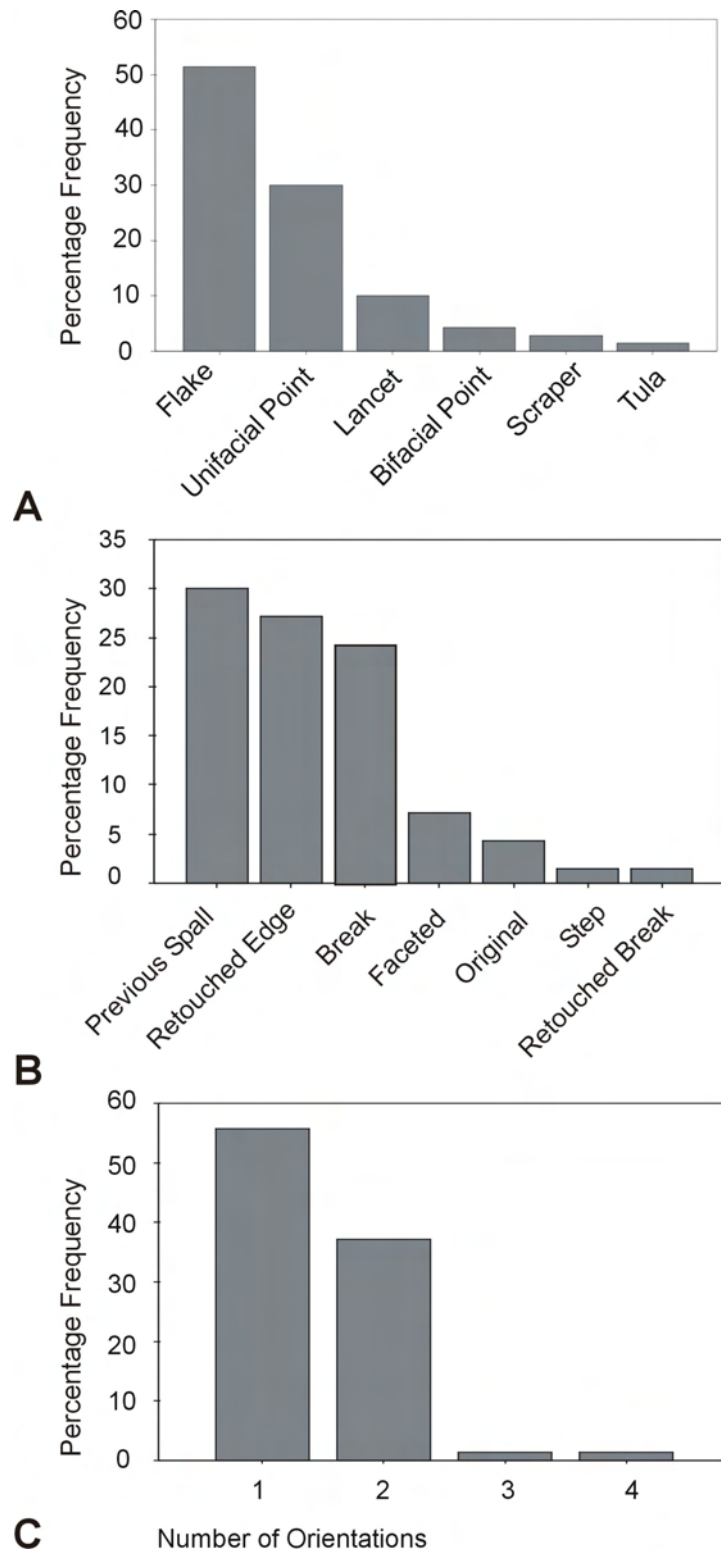 Percentage Frequency
60
50
40
30
20
10
0
Flake
Unifacial Point
Lancet
Bifacial Point
Scraper
Tula
A
Percentage Frequency
35
30
25
20
15
10
5
0
Previous Spall
Retouched Edge
Break
Faceted
Original
Step
Retouched Break
B
Percentage Frequency
60
50
40
30
20
10
0
1 2 3 4
C Number of Orientations